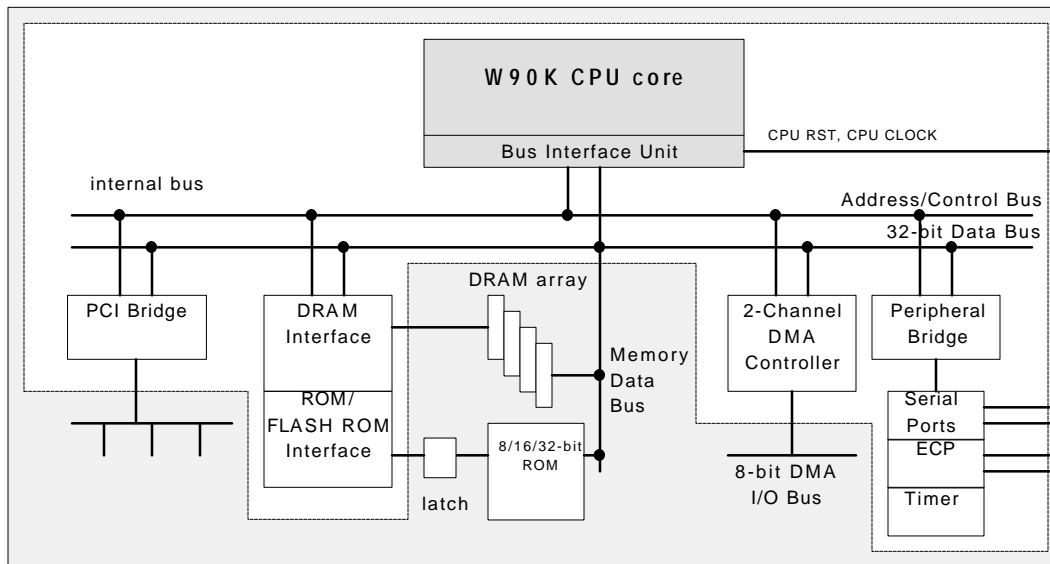 W90K CPU core
Bus Interface Unit
CPU RST, CPU CLOCK
internal bus
Address/Control Bus
32-bit Data Bus
PCI Bridge
DRAM
Interface
ROM/
FLASH ROM
Interface
latch
DRAM array
8/16/32-bit
ROM
Memory
Data
Bus
2-Channel
DMA
Controller
8-bit DMA
I/O Bus
Peripheral
Bridge
Serial
Ports
ECP
Timer